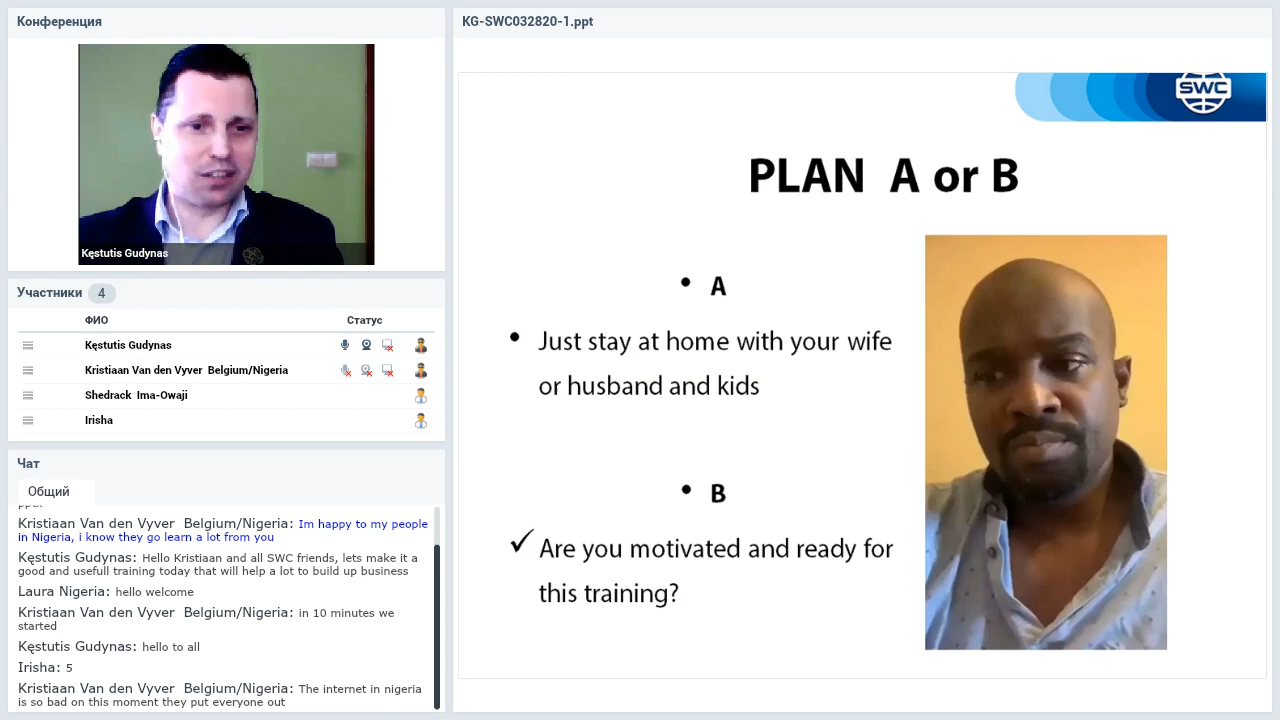 Конференция
Kęstutis Gudynas
Участники 4
ФИО Статус
Kęstutis Gudynas
Kristiaan Van den Vyver Belgium/Nigeria
Shedrack Ima-Owaji
Irisha
Чат
Общий
Kristiaan Van den Vyver Belgium/Nigeria: Im happy to my people
in Nigeria, i know they go learn a lot from you
Kęstutis Gudynas: Hello Kristiaan and all SWC friends, lets make it a
good and usefull training today that will help a lot to build up business
Laura Nigeria: hello welcome
Kristiaan Van den Vyver Belgium/Nigeria: in 10 minutes we
started
Kęstutis Gudynas: hello to all
Irisha: 5
Kristiaan Van den Vyver Belgium/Nigeria: The internet in nigeria
is so bad on this moment they put everyone out
KG-SWC032820-1.ppt
SWC
PLAN A or B
• A
• Just stay at home with your wife
or husband and kids
• B
✓ Are you motivated and ready for
this training?